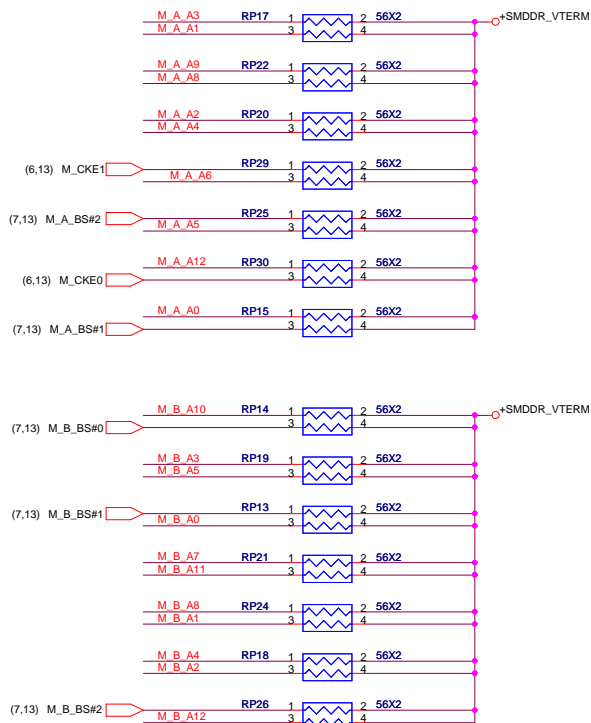 M_A_A3 RP17 1 2 56X2 +SMDDR_VTERM
M_A_A1 3 4
M_A_A9 RP22 1 2 56X2
M_A_A8 3 4
M_A_A2 RP20 1 2 56X2
M_A_A4 3 4
(6,13) M_CKE1 RP29 1 2 56X2
M_A_A6 3 4
(7,13) M_A_BS#2 RP25 1 2 56X2
M_A_A5 3 4
M_A_A12 RP30 1 2 56X2
(6,13) M_CKE0 3 4
M_A_A0 RP15 1 2 56X2
(7,13) M_A_BS#1 3 4
M_B_A10 RP14 1 2 56X2 +SMDDR_VTERM
(7,13) M_B_BS#0 3 4
M_B_A3 RP19 1 2 56X2
M_B_A5 3 4
(7,13) M_B_BS#1 RP13 1 2 56X2
M_B_A0 3 4
M_B_A7 RP21 1 2 56X2
M_B_A11 3 4
M_B_A8 RP24 1 2 56X2
M_B_A1 3 4
M_B_A4 RP18 1 2 56X2
M_B_A2 3 4
(7,13) M_B_BS#2 RP26 1 2 56X2
M_B_A12 3 4